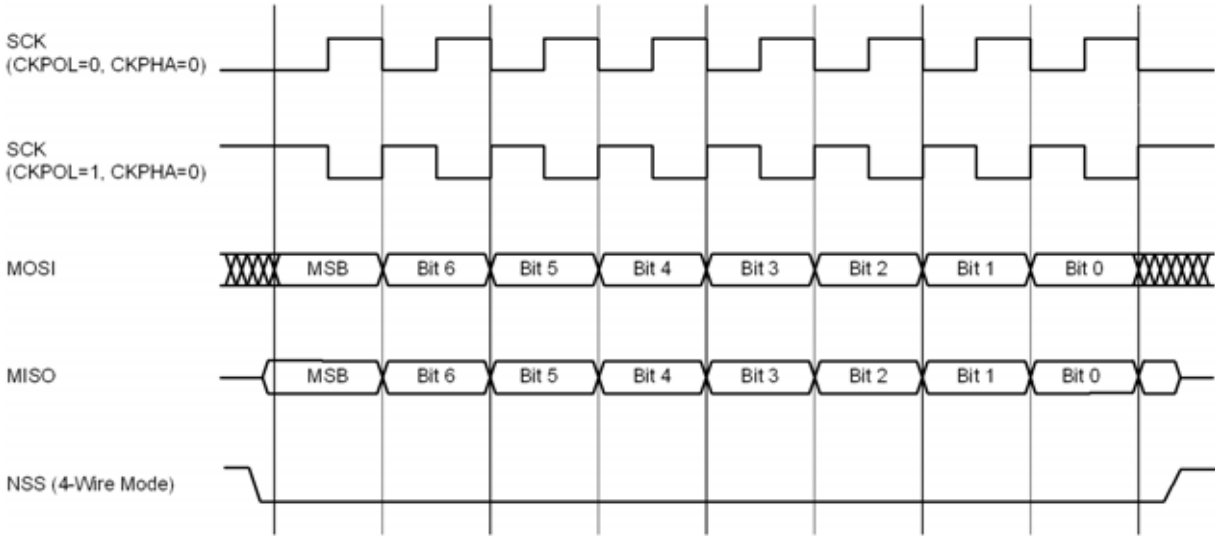 SCK
(CKPOL=0, CKPHA=0)
SCK
(CKPOL=1, CKPHA=0)
MOSI MSB Bit 6 Bit 5 Bit 4 Bit 3 Bit 2 Bit 1 Bit 0
MISO MSB Bit 6 Bit 5 Bit 4 Bit 3 Bit 2 Bit 1 Bit 0
NSS (4-Wire Mode)